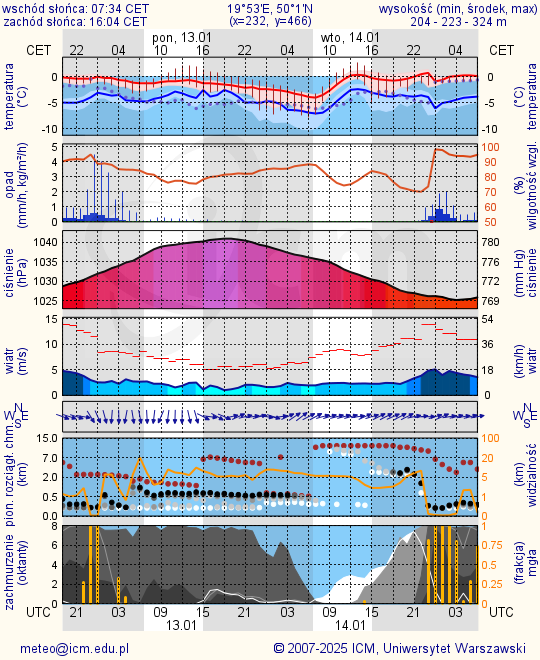 wschód słońca: 07:34 CET 19°53'E, 50°1'N wysokość (min, środek, max)
zachód słońca: 16:04 CET (x=232, y=466) 204 - 223 - 324 m
pon, 13.01 wto, 14.01
CET 22 04 10 16 22 04 10 16 22 04 CET
temperatura (°C) 0 -5 -10 0 -5 -10 (°C) temperatura
opad (mm/h, kg/m²/h) 5 4 3 2 1 0 100 90 80 70 60 50 (%) wilgotność wzgl.
ciśnienie (hPa) 1040 1035 1029 1025 780 776 772 769 (mm Hg) ciśnienie
wiatr (m/s) 15 10 5 0 54 36 18 0 (km/h) wiatr
N W E S N W E S
pion. rozciągł. chm. (km) 15.0 7.0 2.0 0.5 0.0 100 20 5 1 0 (km) widzialność
zachmurzenie (oktanty) 8 6 4 2 0 1 0.75 0.5 0.25 0 (frakcja) mgła
UTC 21 03 09 15 21 03 09 15 21 03 UTC
13.01 14.01
meteo@icm.edu.pl © 2007-2025 ICM, Uniwersytet Warszawski